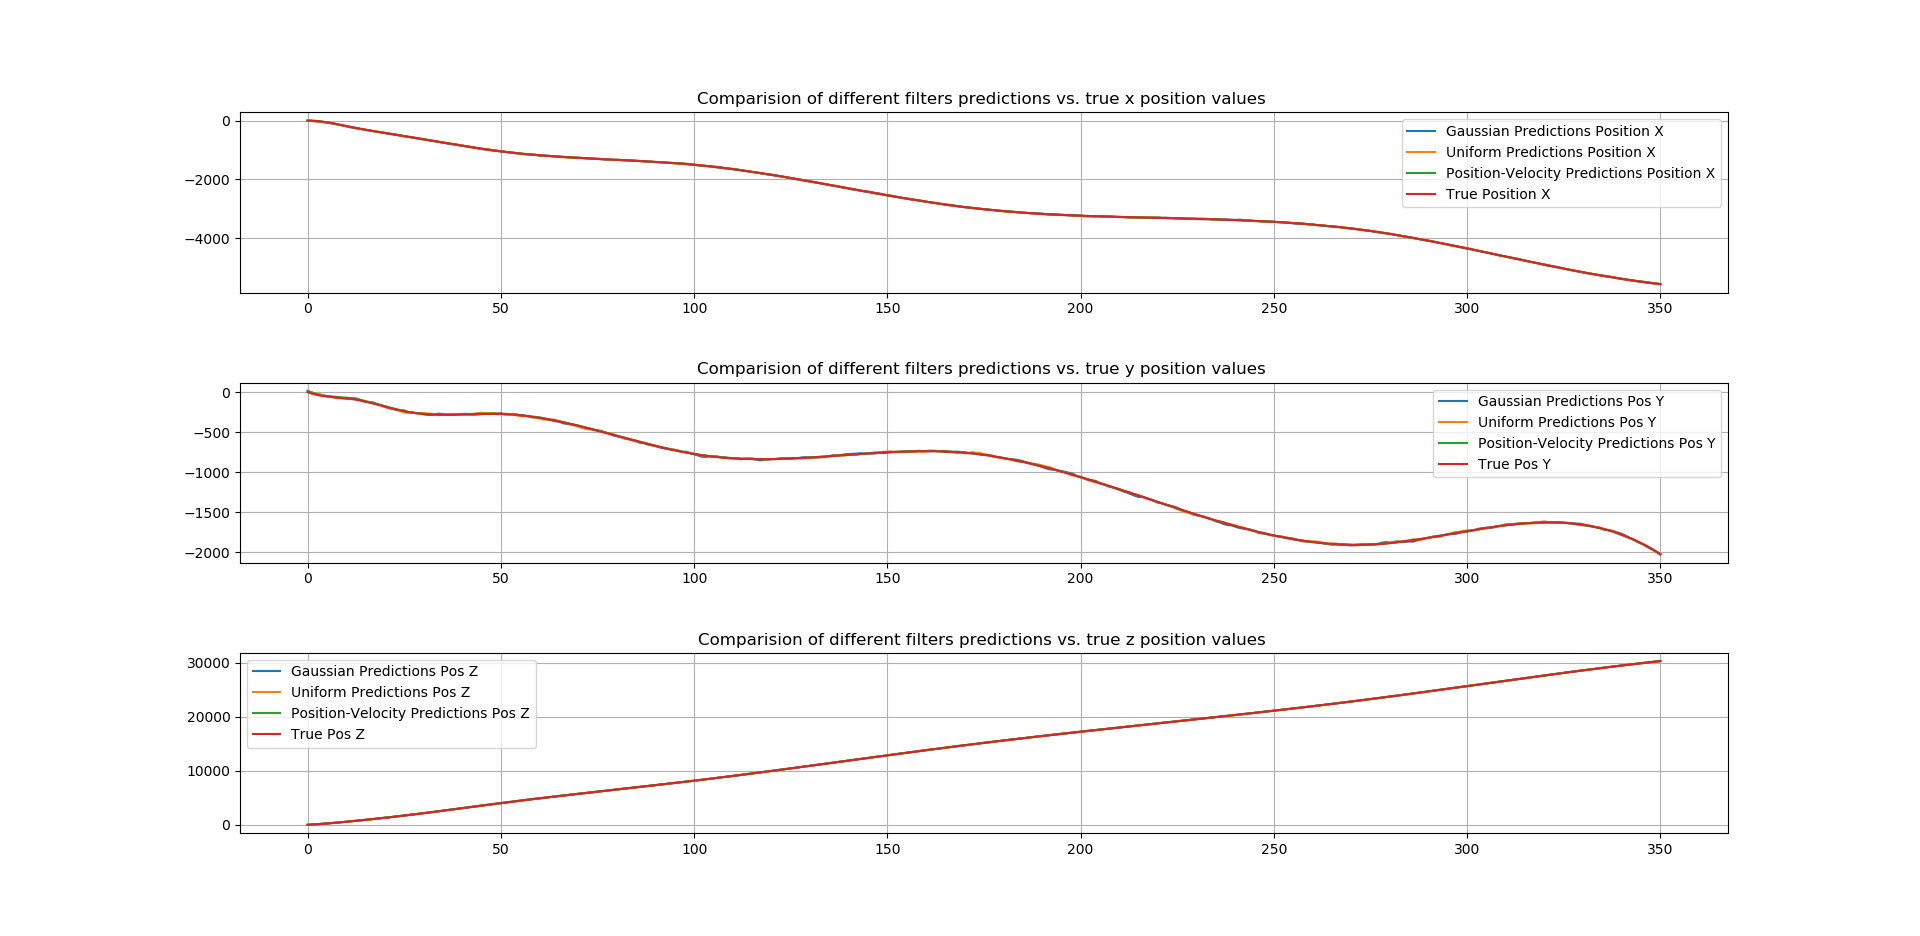 Comparision of different filters predictions vs. true x position values
0
−2000
−4000
Gaussian Predictions Position X
Uniform Predictions Position X
Position-Velocity Predictions Position X
True Position X
0 50 100 150 200 250 300 350
Comparision of different filters predictions vs. true y position values
0
−500
−1000
−1500
−2000
Gaussian Predictions Pos Y
Uniform Predictions Pos Y
Position-Velocity Predictions Pos Y
True Pos Y
0 50 100 150 200 250 300 350
Comparision of different filters predictions vs. true z position values
30000
20000
10000
0
Gaussian Predictions Pos Z
Uniform Predictions Pos Z
Position-Velocity Predictions Pos Z
True Pos Z
0 50 100 150 200 250 300 350